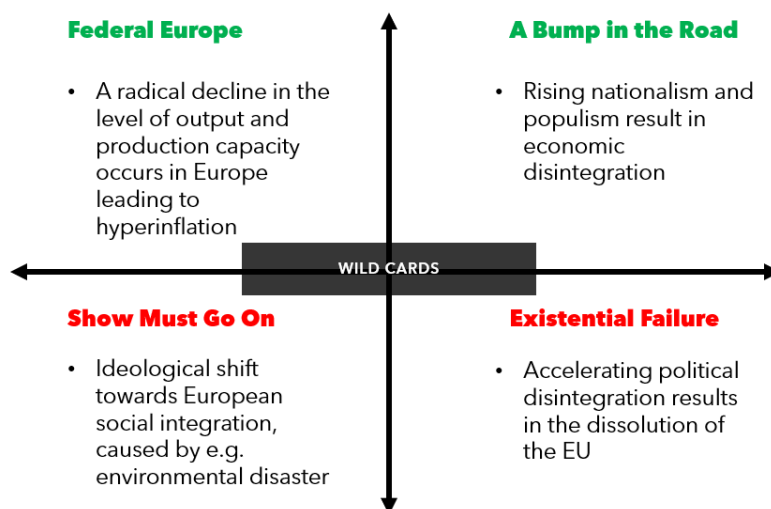 Federal Europe
• A radical decline in the
level of output and
production capacity
occurs in Europe
leading to
hyperinflation
A Bump in the Road
• Rising nationalism and
populism result in
economic
disintegration
WILD CARDS
Show Must Go On
• Ideological shift
towards European
social integration,
caused by e.g.
environmental disaster
Existential Failure
• Accelerating political
disintegration results
in the dissolution of
the EU